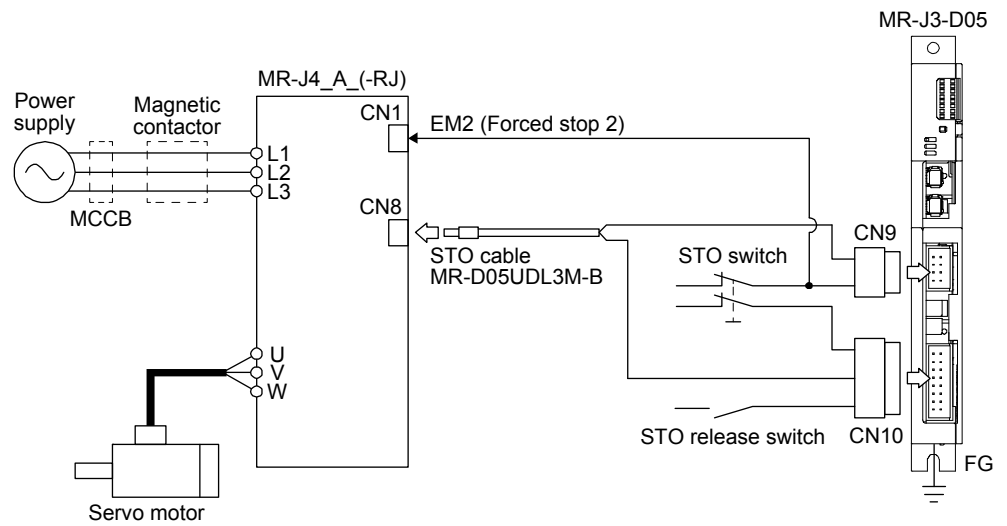 MR-J3-D05
MR-J4_A_(-RJ)
Power
supply
Magnetic
contactor
CN1
EM2 (Forced stop 2)
L1
L2
L3
MCCB
CN8
STO cable
MR-D05UDL3M-B
STO switch
CN9
U
V
W
STO release switch
CN10
FG
Servo motor